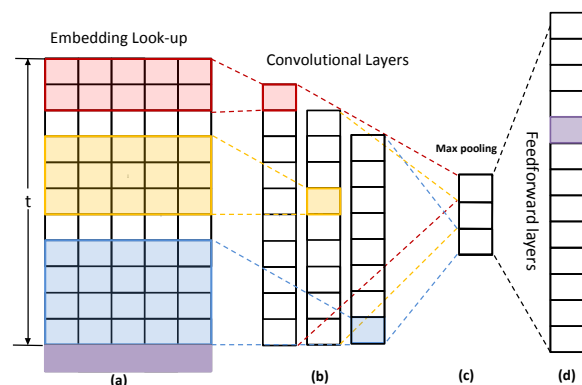 Embedding Look-up
Convolutional Layers
t
Max pooling
Feedforward layers
(a)
(b)
(c)
(d)